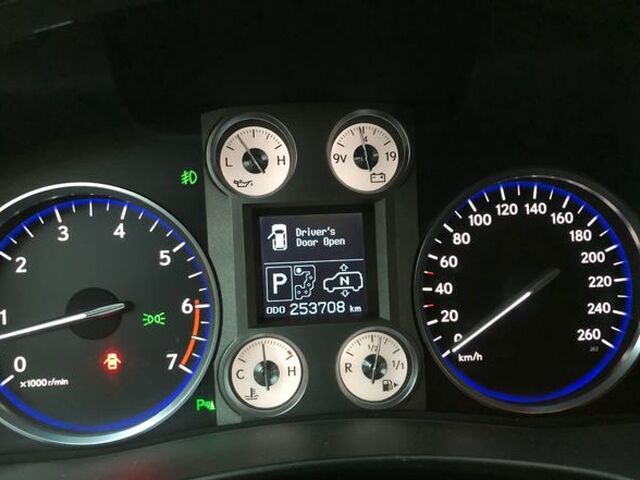 L H
9V 14 19
Driver's
Door Open
P N
ODO 253708 km
C H
R 1/2 1/1
0 1 2 3 4 5 6 7
x1000r/min
0 20 40 60 80 100 120 140 160 180 200 220 240 260
km/h